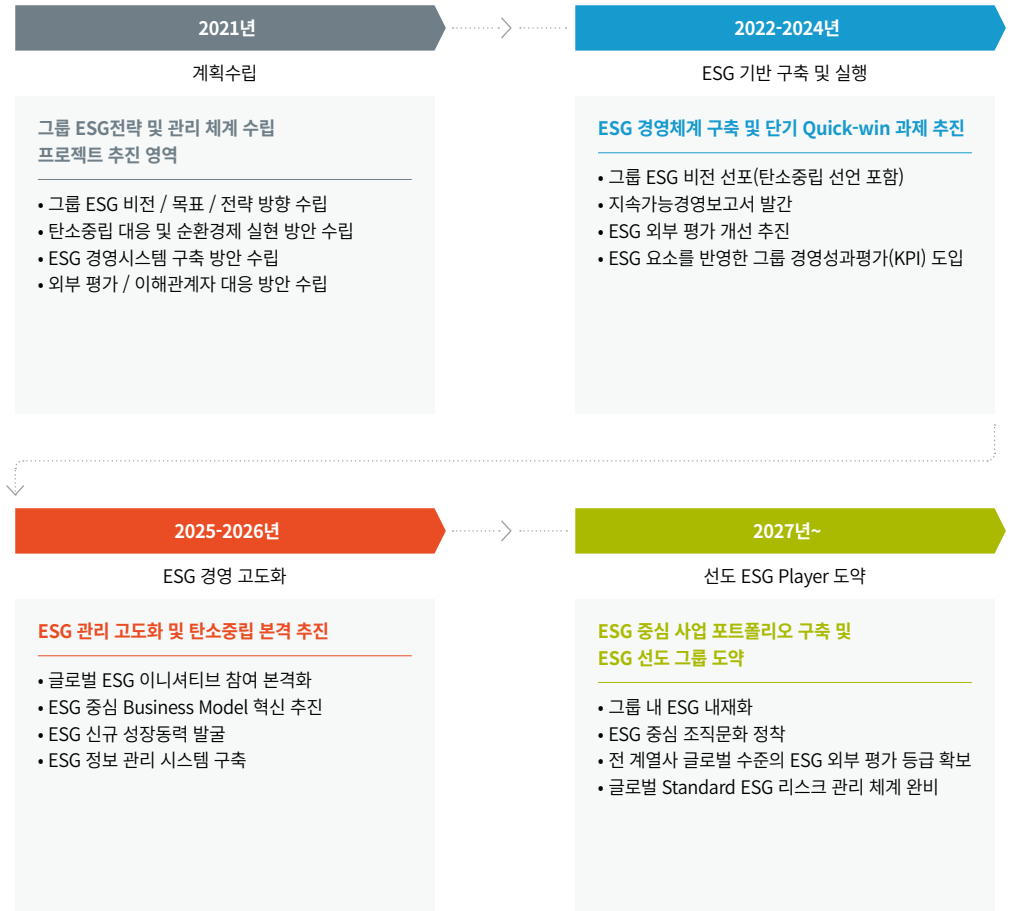 2021년
계획수립
그룹 ESG전략 및 관리 체계 수립
프로젝트 추진 영역
• 그룹 ESG 비전 / 목표 / 전략 방향 수립
• 탄소중립 대응 및 순환경제 실현 방안 수립
• ESG 경영시스템 구축 방안 수립
• 외부 평가 / 이해관계자 대응 방안 수립
2022-2024년
ESG 기반 구축 및 실행
ESG 경영체계 구축 및 단기 Quick-win 과제 추진
• 그룹 ESG 비전 선포(탄소중립 선언 포함)
• 지속가능경영보고서 발간
• ESG 외부 평가 개선 추진
• ESG 요소를 반영한 그룹 경영성과평가(KPI) 도입
2025-2026년
ESG 경영 고도화
ESG 관리 고도화 및 탄소중립 본격 추진
• 글로벌 ESG 이니셔티브 참여 본격화
• ESG 중심 Business Model 혁신 추진
• ESG 신규 성장동력 발굴
• ESG 정보 관리 시스템 구축
2027년~
선도 ESG Player 도약
ESG 중심 사업 포트폴리오 구축 및
ESG 선도 그룹 도약
• 그룹 내 ESG 내재화
• ESG 중심 조직문화 정착
• 전 계열사 글로벌 수준의 ESG 외부 평가 등급 확보
• 글로벌 Standard ESG 리스크 관리 체계 완비